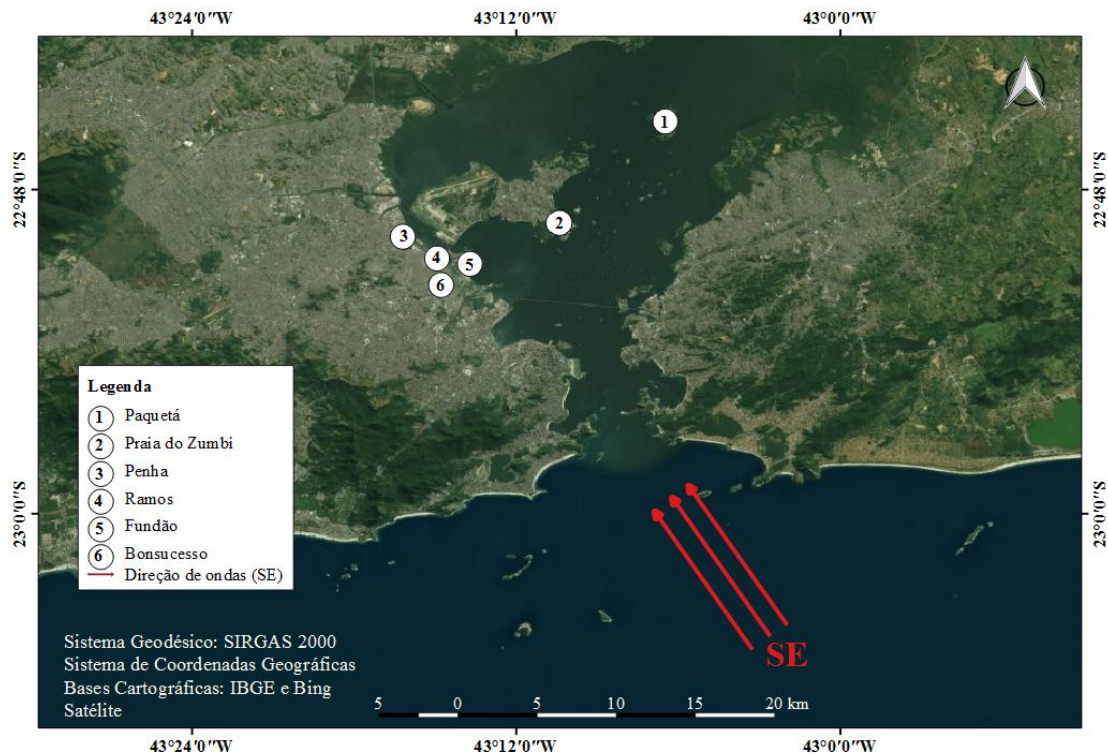 43°24'0"W 43°12'0"W 43°0'0"W
22°48'0"S 22°48'0"S
23°0'0"S 23°0'0"S
1
2
3
4
5
6
Legenda
1 Paquetá
2 Praia do Zumbi
3 Penha
4 Ramos
5 Fundão
6 Bonsucesso
Direção de ondas (SE)
SE
Sistema Geodésico: SIRGAS 2000
Sistema de Coordenadas Geográficas
Bases Cartográficas: IBGE e Bing
Satélite
5 0 5 10 15 20 km
43°24'0"W 43°12'0"W 43°0'0"W